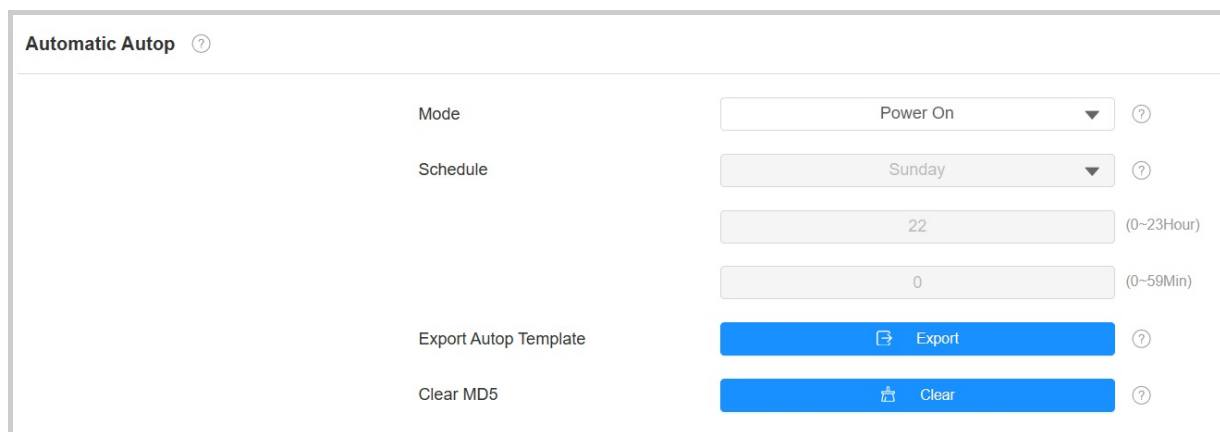 Automatic Autop ?
Mode Power On ?
Schedule Sunday ?
22 (0~23Hour)
0 (0~59Min)
Export Autop Template Export ?
Clear MD5 Clear ?